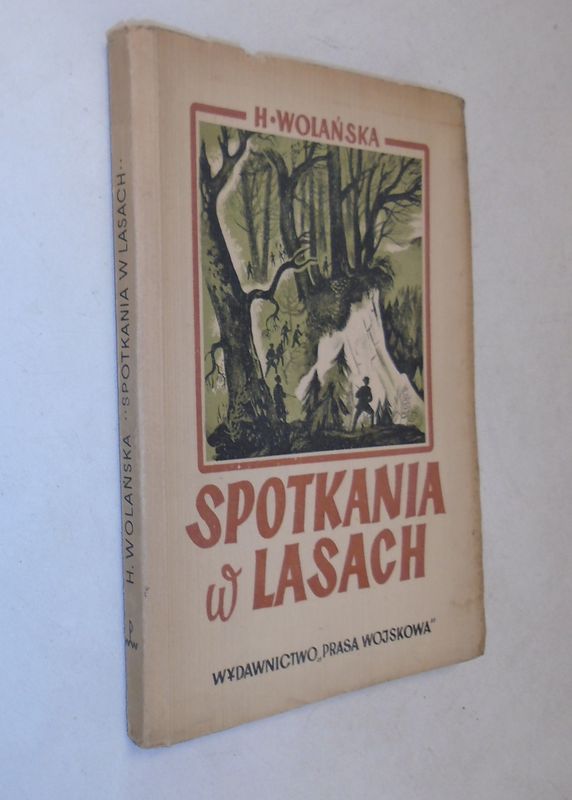 H. WOLAŃSKA „SPOTKANIA W LASACH"
H•WOLAŃSKA
SPOTKANIA
w LASACH
WYDAWNICTWO „PRASA WOJSKOWA"